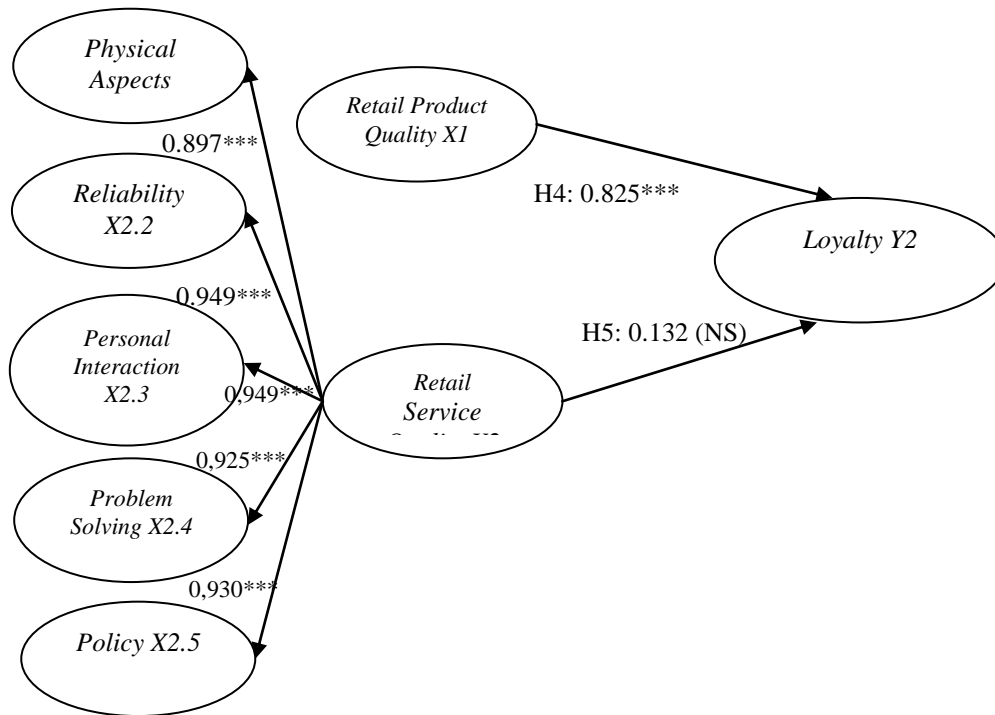 Physical
Aspects
0.897***
Reliability
X2.2
0.949***
Personal
Interaction
X2.3
0,949***
0,925***
Problem
Solving X2.4
0,930***
Policy X2.5
Retail Product
Quality X1
H4: 0.825***
Loyalty Y2
H5: 0.132 (NS)
Retail
Service